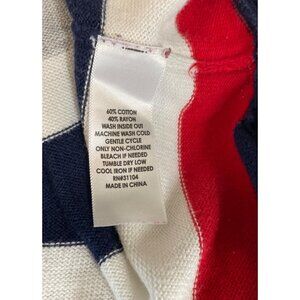 60% COTTON
40% RAYON
WASH INSIDE OUT
MACHINE WASH COLD
GENTLE CYCLE
ONLY NON-CHLORINE
BLEACH IF NEEDED
TUMBLE DRY LOW
COOL IRON IF NEEDED
RN#51104
MADE IN CHINA